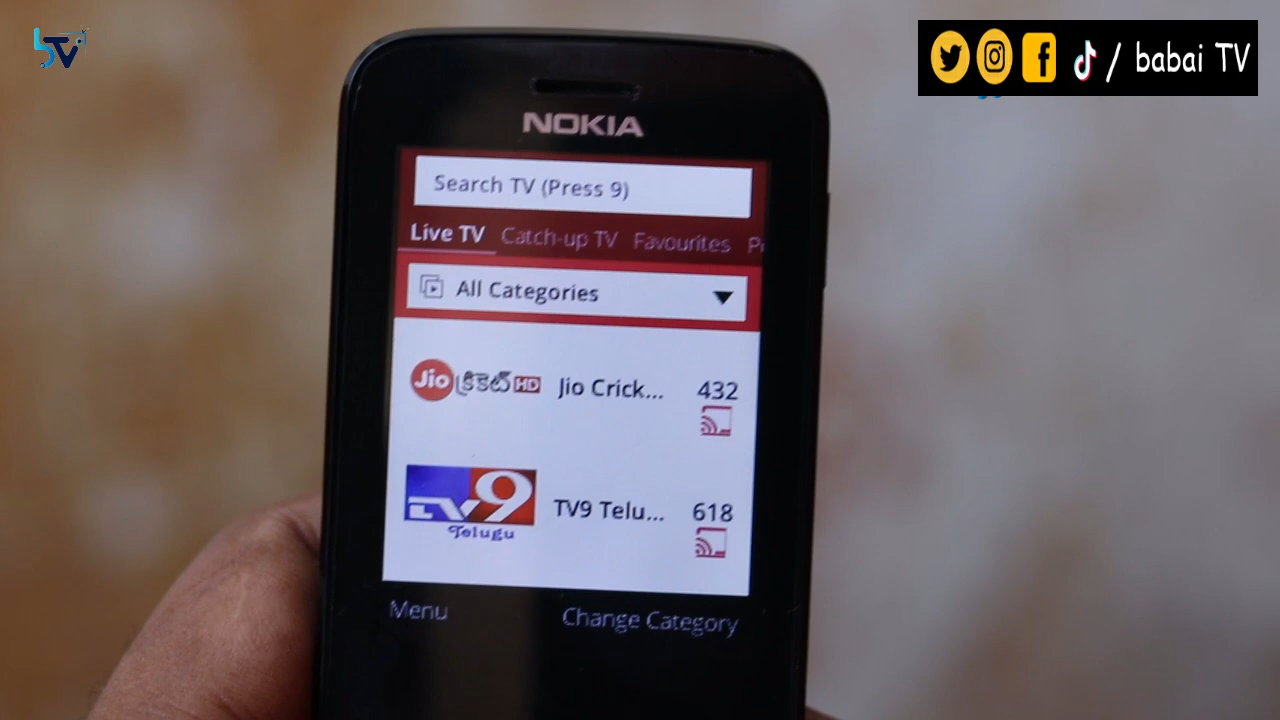 bTV
/ babai TV
NOKIA
Search TV (Press 9)
Live TV Catch-up TV Favourites
All Categories
Jio క్రికెట్ HD Jio Crick... 432
TV9 Telugu TV9 Telu... 618
Menu Change Category